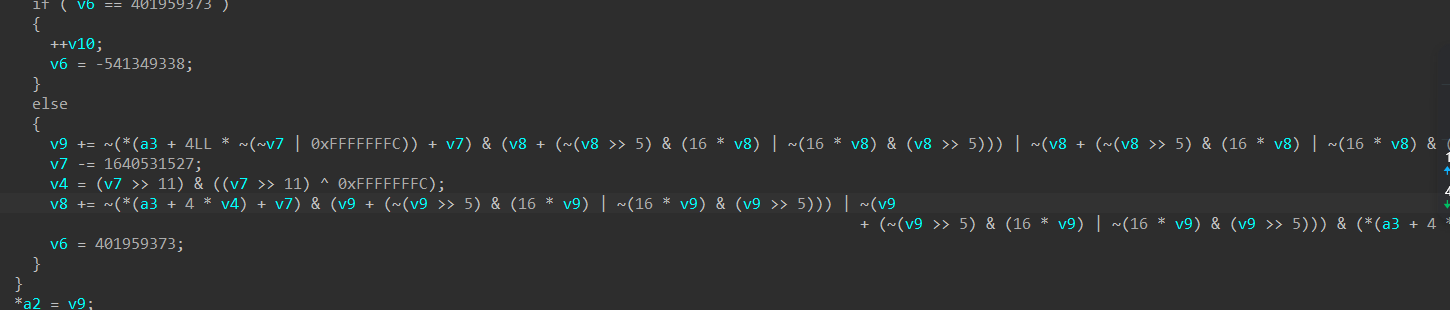 if ( v6 == 401959373 )
{
++v10;
v6 = -541349338;
}
else
{
v9 += ~(*(a3 + 4LL * ~(~v7 | 0xFFFFFFFC)) + v7) & (v8 + (~(v8 >> 5) & (16 * v8) | ~(16 * v8) & (v8 >> 5))) | ~(v8 + (~(v8 >> 5) & (16 * v8) | ~(16 * v8) &
v7 -= 1640531527;
v4 = (v7 >> 11) & ((v7 >> 11) ^ 0xFFFFFFFC);
v8 += ~(*(a3 + 4 * v4) + v7) & (v9 + (~(v9 >> 5) & (16 * v9) | ~(16 * v9) & (v9 >> 5))) | ~(v9
+ (~(v9 >> 5) & (16 * v9) | ~(16 * v9) & (v9 >> 5))) & (*(a3 + 4
v6 = 401959373;
}
}
*a2 = v9;